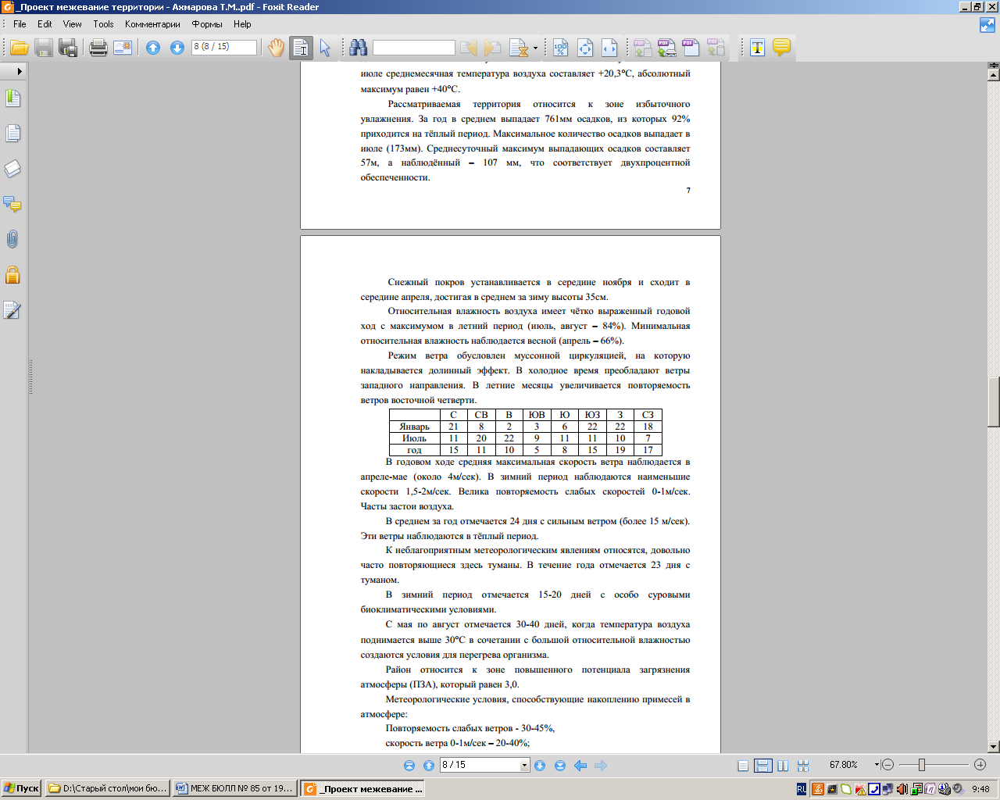 _Проект межевание территории - Ахмарова Т.М..pdf - Foxit Reader
File Edit View Tools Комментарии Формы Help
8 (8 / 15)
июле среднемесячная температура воздуха составляет +20,3°С, абсолютный
максимум равен +40°С.
Рассматриваемая территория относится к зоне избыточного
увлажнения. За год в среднем выпадает 761мм осадков, из которых 92%
приходится на тёплый период. Максимальное количество осадков выпадает в
июле (173мм). Среднесуточный максимум выпадающих осадков составляет
57м, а наблюдённый – 107 мм, что соответствует двухпроцентной
обеспеченности.
7
Снежный покров устанавливается в середине ноября и сходит в
середине апреля, достигая в среднем за зиму высоты 35см.
Относительная влажность воздуха имеет чётко выраженный годовой
ход с максимумом в летний период (июль, август – 84%). Минимальная
относительная влажность наблюдается весной (апрель – 66%).
Режим ветра обусловлен муссонной циркуляцией, на которую
накладывается долинный эффект. В холодное время преобладают ветры
западного направления. В летние месяцы увеличивается повторяемость
ветров восточной четверти.
С СВ В ЮВ Ю ЮЗ З СЗ
Январь 21 8 2 3 6 22 22 18
Июль 11 20 22 9 11 11 10 7
год 15 11 10 5 8 15 19 17
В годовом ходе средняя максимальная скорость ветра наблюдается в
апреле-мае (около 4м/сек). В зимний период наблюдаются наименьшие
скорости 1,5-2м/сек. Велика повторяемость слабых скоростей 0-1м/сек.
Часты застои воздуха.
В среднем за год отмечается 24 дня с сильным ветром (более 15 м/сек).
Эти ветры наблюдаются в тёплый период.
К неблагоприятным метеорологическим явлениям относятся, довольно
часто повторяющиеся здесь туманы. В течение года отмечается 23 дня с
туманом.
В зимний период отмечается 15-20 дней с особо суровыми
биоклиматическими условиями.
С мая по август отмечается 30-40 дней, когда температура воздуха
поднимается выше 30°С в сочетании с большой относительной влажностью
создаются условия для перегрева организма.
Район относится к зоне повышенного потенциала загрязнения
атмосферы (ПЗА), который равен 3,0.
Метеорологические условия, способствующие накоплению примесей в
атмосфере:
Повторяемость слабых ветров - 30-45%,
скорость ветра 0-1м/сек – 20-40%;
8 / 15
67.80%
Пуск
D:\Старый стол\мои бю...
МЕЖ БЮЛЛ № 85 от 19...
_Проект межевание ...
RU
9:48